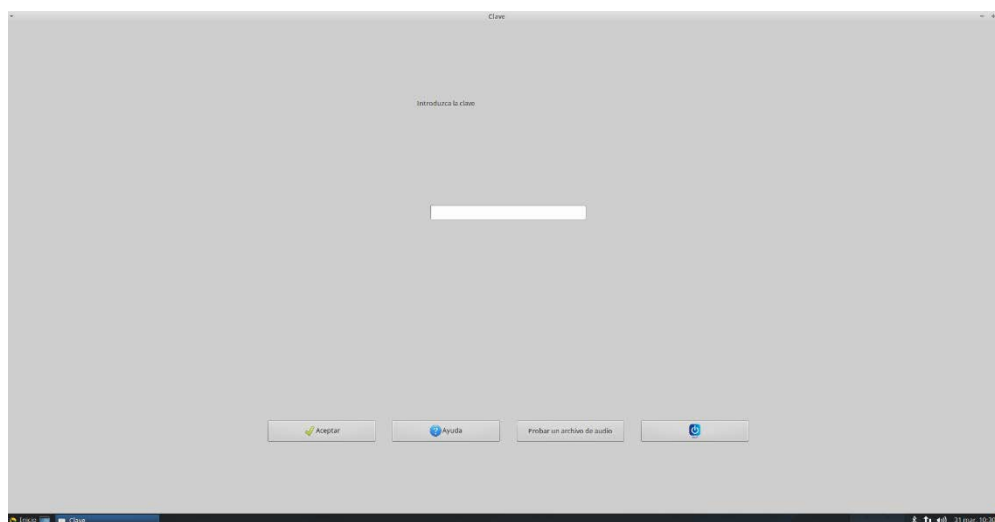 Clave
Introduzca la clave
Aceptar
Ayuda
Probar un archivo de audio
Inicio
Clave
31 mar, 10:30